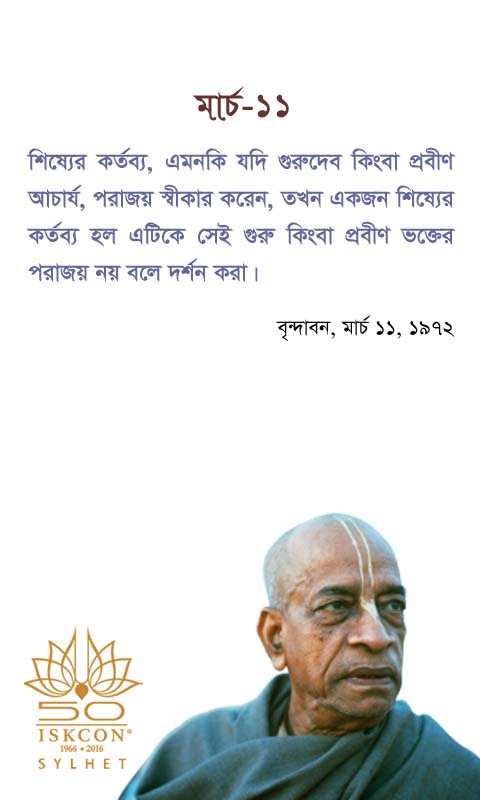 মার্চ-১১
শিষ্যের কর্তব্য, এমনকি যদি গুরুদেব কিংবা প্রবীণ
আচার্য, পরাজয় স্বীকার করেন, তখন একজন শিষ্যের
কর্তব্য হল এটিকে সেই গুরু কিংবা প্রবীণ ভক্তের
পরাজয় নয় বলে দর্শন করা।
বৃন্দাবন, মার্চ ১১, ১৯৭২
50
ISKCON®
1966 • 2016
SYLHET